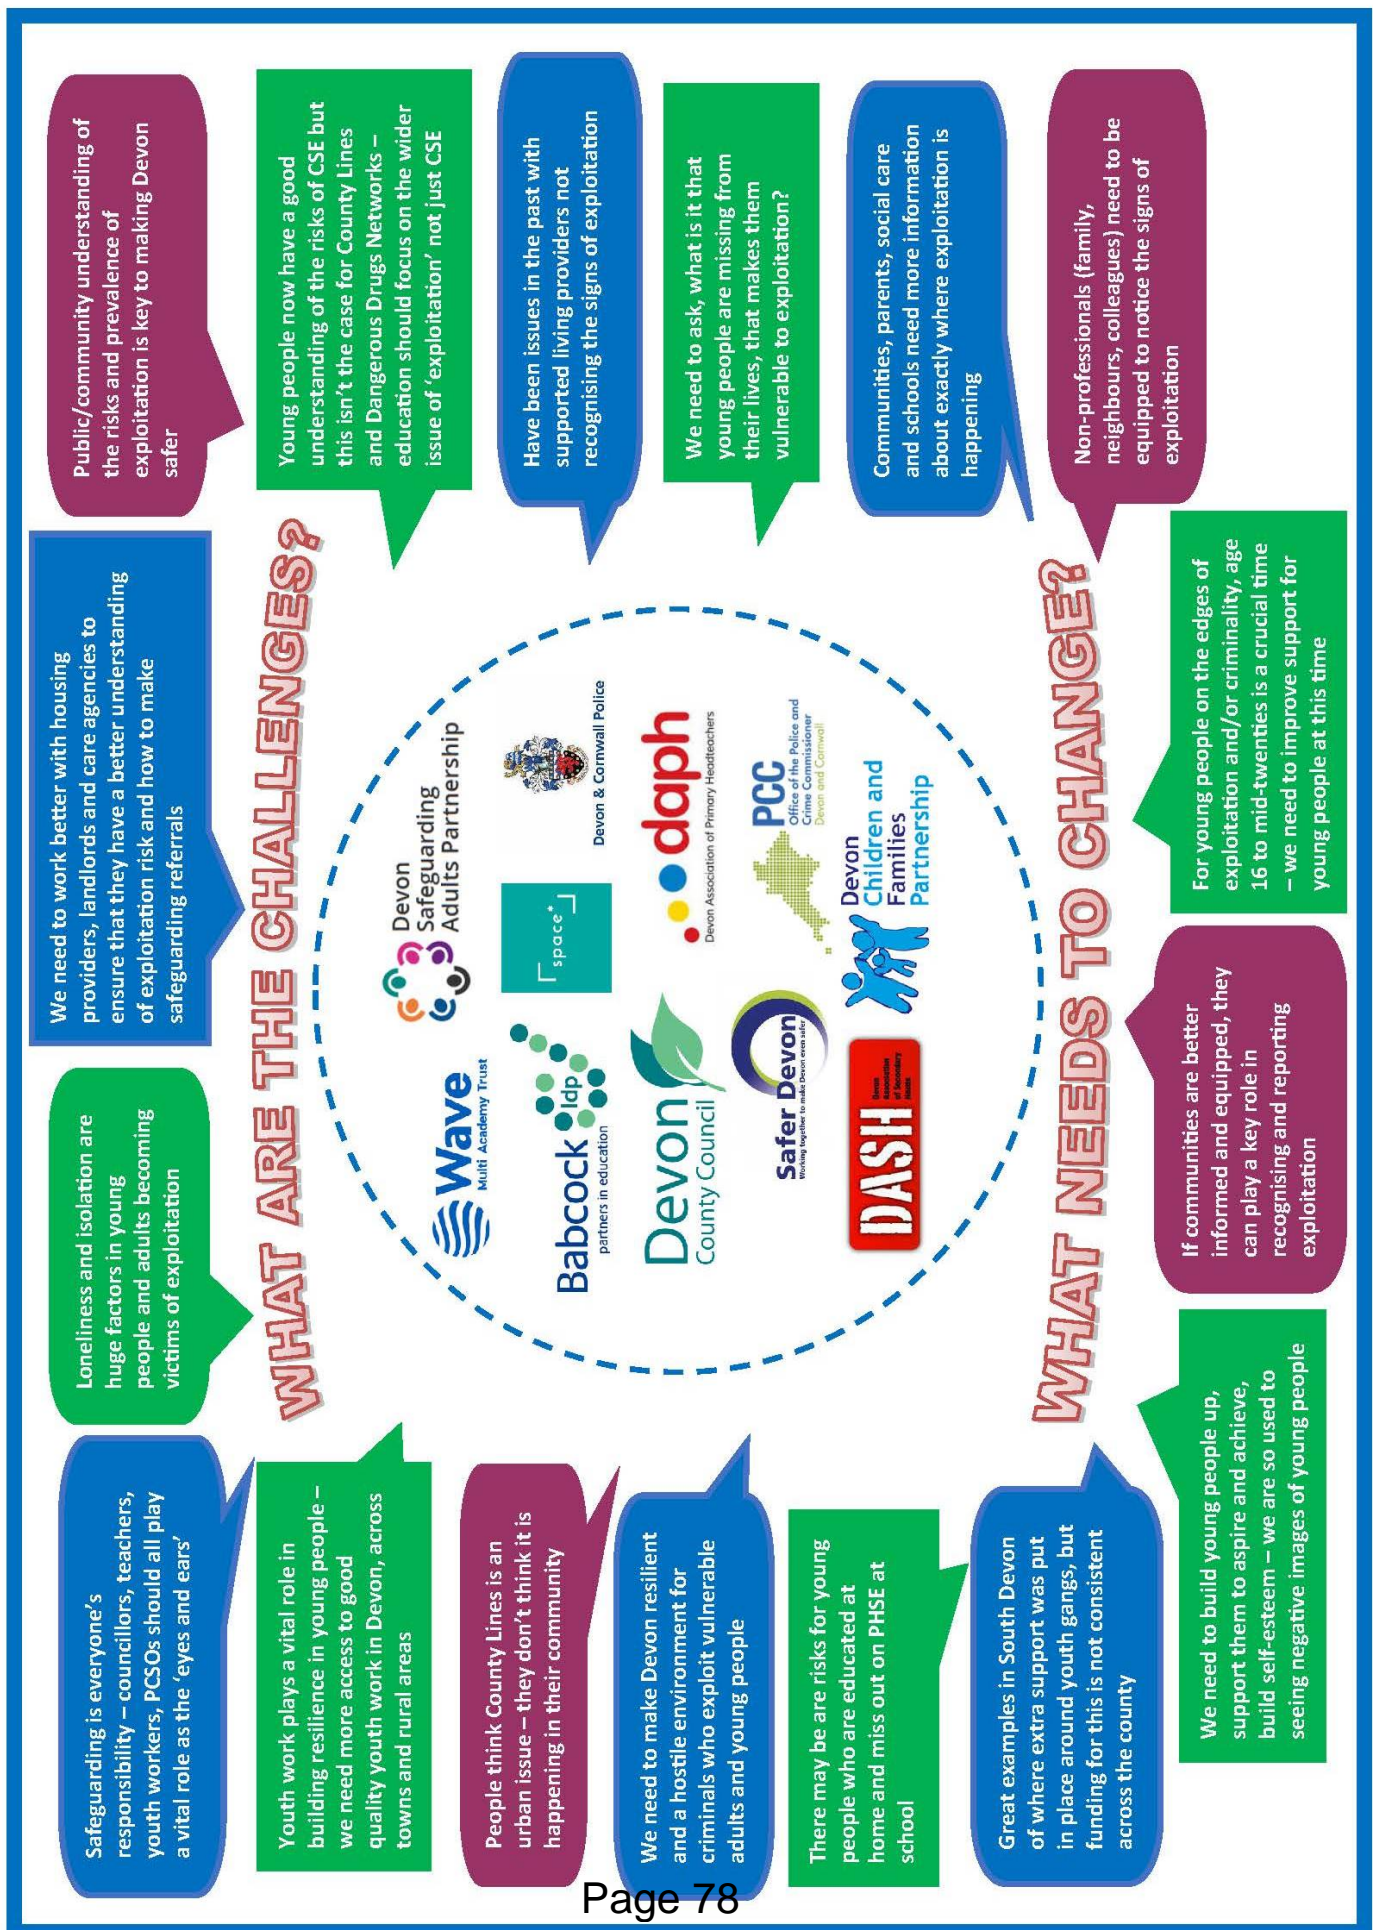 Safeguarding is everyone's
responsibility – councillors, teachers,
youth workers, PCSOs should all play
a vital role as the 'eyes and ears'
Loneliness and isolation are
huge factors in young
people and adults becoming
victims of exploitation
We need to work better with housing
providers, landlords and care agencies to
ensure that they have a better understanding
of exploitation risk and how to make
safeguarding referrals
Public/community understanding of
the risks and prevalence of
exploitation is key to making Devon
safer
WHAT ARE THE CHALLENGES?
Youth work plays a vital role in
building resilience in young people –
we need more access to good
quality youth work in Devon, across
towns and rural areas
Young people now have a good
understanding of the risks of CSE but
this isn't the case for County Lines
and Dangerous Drugs Networks –
education should focus on the wider
issue of 'exploitation' not just CSE
People think County Lines is an
urban issue – they don't think it is
happening in their community
Have been issues in the past with
supported living providers not
recognising the signs of exploitation
We need to make Devon resilient
and a hostile environment for
criminals who exploit vulnerable
adults and young people
We need to ask, what is it that
young people are missing from
their lives, that makes them
vulnerable to exploitation?
There may be are risks for young
people who are educated at
home and miss out on PHSE at
school
Communities, parents, social care
and schools need more information
about exactly where exploitation is
happening
Great examples in South Devon
of where extra support was put
in place around youth gangs, but
funding for this is not consistent
across the county
Non-professionals (family,
neighbours, colleagues) need to be
equipped to notice the signs of
exploitation
Wave
Multi Academy Trust
Devon
Safeguarding
Adults Partnership
Babcock
ldp
partners in education
space*
Devon & Cornwall Police
Devon
County Council
daph
Devon Association of Primary Headteachers
Safer Devon
Working together to make Devon even safer
PCC
Office of the Police and
Crime Commissioner
Devon and Cornwall
DASH
Devon
Association
of Secondary
Heads
Devon
Children and
Families
Partnership
WHAT NEEDS TO CHANGE?
We need to build young people up,
support them to aspire and achieve,
build self-esteem – we are so used to
seeing negative images of young people
If communities are better
informed and equipped, they
can play a key role in
recognising and reporting
exploitation
For young people on the edges of
exploitation and/or criminality, age
16 to mid-twenties is a crucial time
– we need to improve support for
young people at this time
Page 78